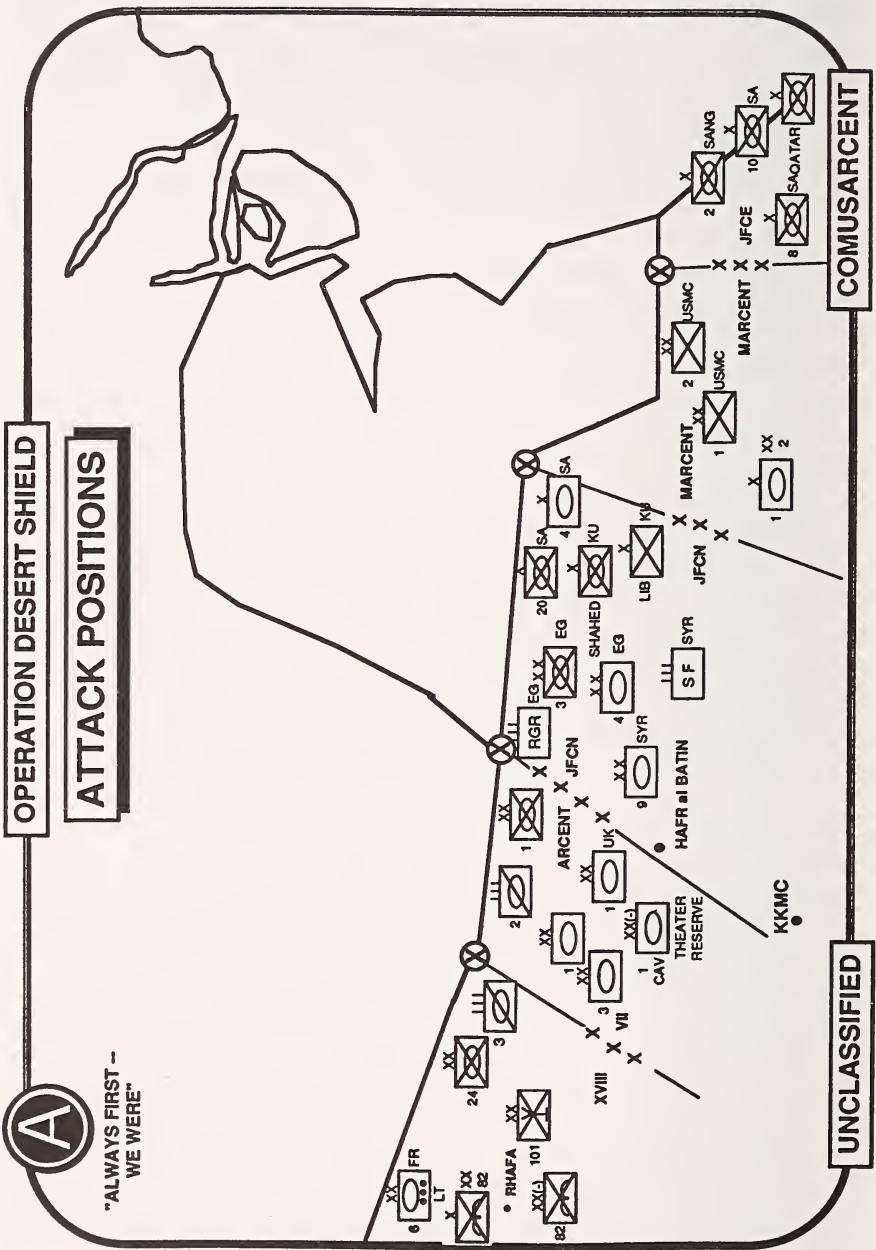 OPERATION DESERT SHIELD
ATTACK POSITIONS
A
"ALWAYS FIRST –
WE WERE"
XX
6 FR
LT
X XX
82
RHAFA
XX(-)
82
XX
101
XX
24
III
3
XVIII
X X X
VII
III
2
XX
1
XX
1
XX
3
XX
1 UK
XX(-)
1
CAV
THEATER
RESERVE
ARCENT
X X X X
JFCN
HAFR al BATIN
KKMC
III
RGR EG
XX
3 EG
XX
4 EG
XX
9 SYR
III
SF SYR
X
20 SA
X
4 SA
X
SHAHED KU
X
LIB KU
JFCN
X X X
MARCENT
X XX
1 2
XX
2 USMC
XX
1 USMC
MARCENT
X X X
JFCE
X
2 SANG
X
10 SA
X
X
8 SAQATAR
UNCLASSIFIED
COMUSARCENT